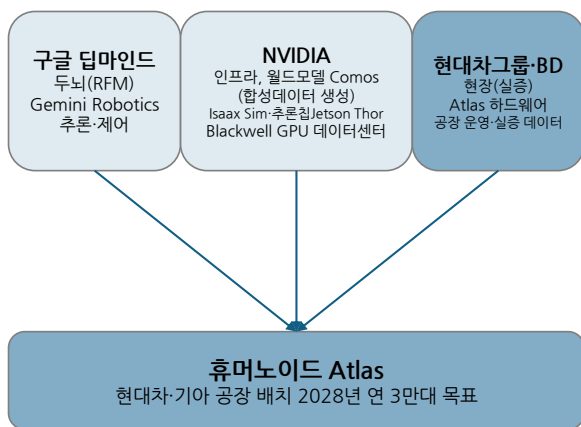 구글 딥마인드
두뇌(RFM)
Gemini Robotics
추론·제어
NVIDIA
인프라, 월드모델 Comos
(합성데이터 생성)
Isaax Sim·추론칩Jetson Thor
Blackwell GPU 데이터센터
현대차그룹·BD
현장(실증)
Atlas 하드웨어
공장 운영·실증 데이터
휴머노이드 Atlas
현대차·기아 공장 배치 2028년 연 3만대 목표